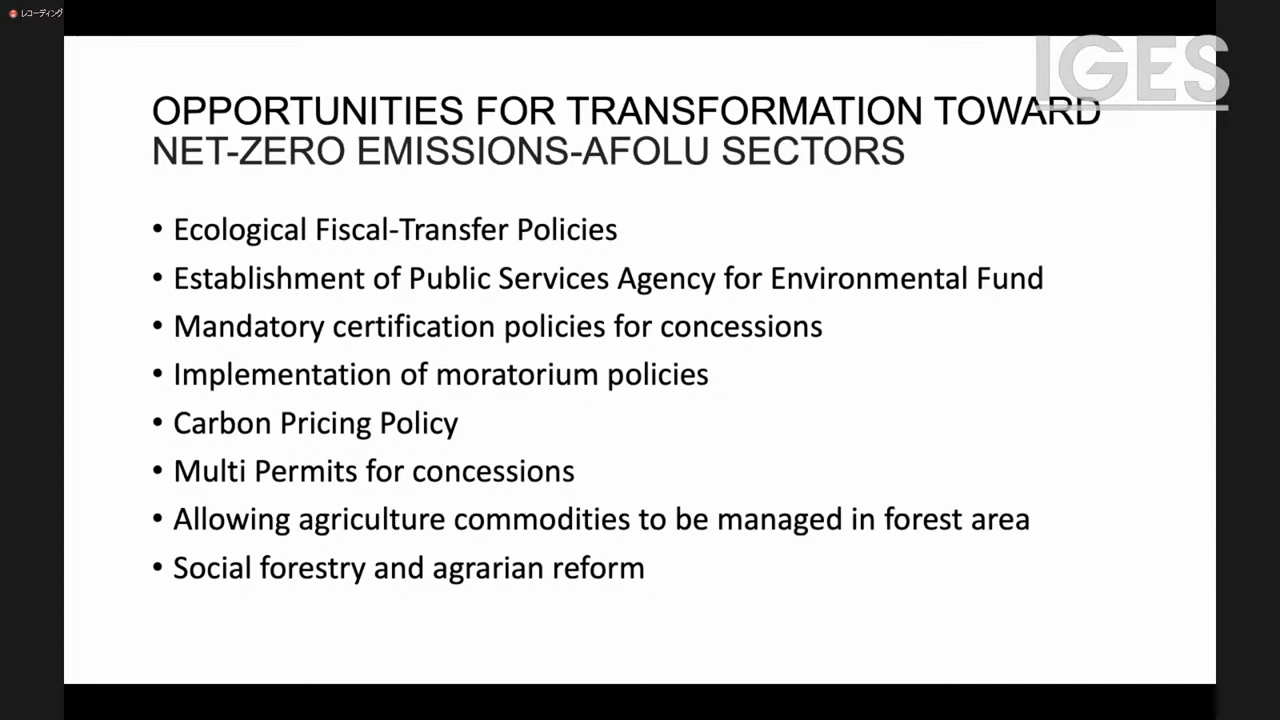 レコーディング
IGES
OPPORTUNITIES FOR TRANSFORMATION TOWARD
NET-ZERO EMISSIONS-AFOLU SECTORS
• Ecological Fiscal-Transfer Policies
• Establishment of Public Services Agency for Environmental Fund
• Mandatory certification policies for concessions
• Implementation of moratorium policies
• Carbon Pricing Policy
• Multi Permits for concessions
• Allowing agriculture commodities to be managed in forest area
• Social forestry and agrarian reform